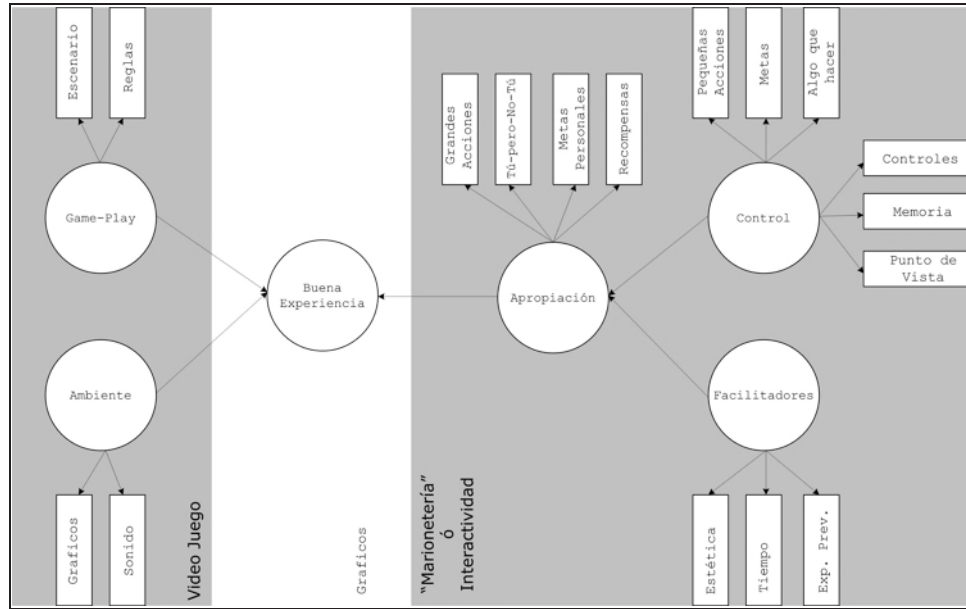 Escenario
Reglas
Game-Play
Ambiente
Graficos
Sonido
Video Juego
Buena
Experiencia
Graficos
Grandes
Acciones
Tú-pero-No-Tú
Metas
Personales
Recompensas
Apropiación
"Marionetería"
ó
Interactividad
Pequeñas
Acciones
Metas
Algo que
hacer
Control
Controles
Memoria
Punto de
Vista
Facilitadores
Estética
Tiempo
Exp. Prev.